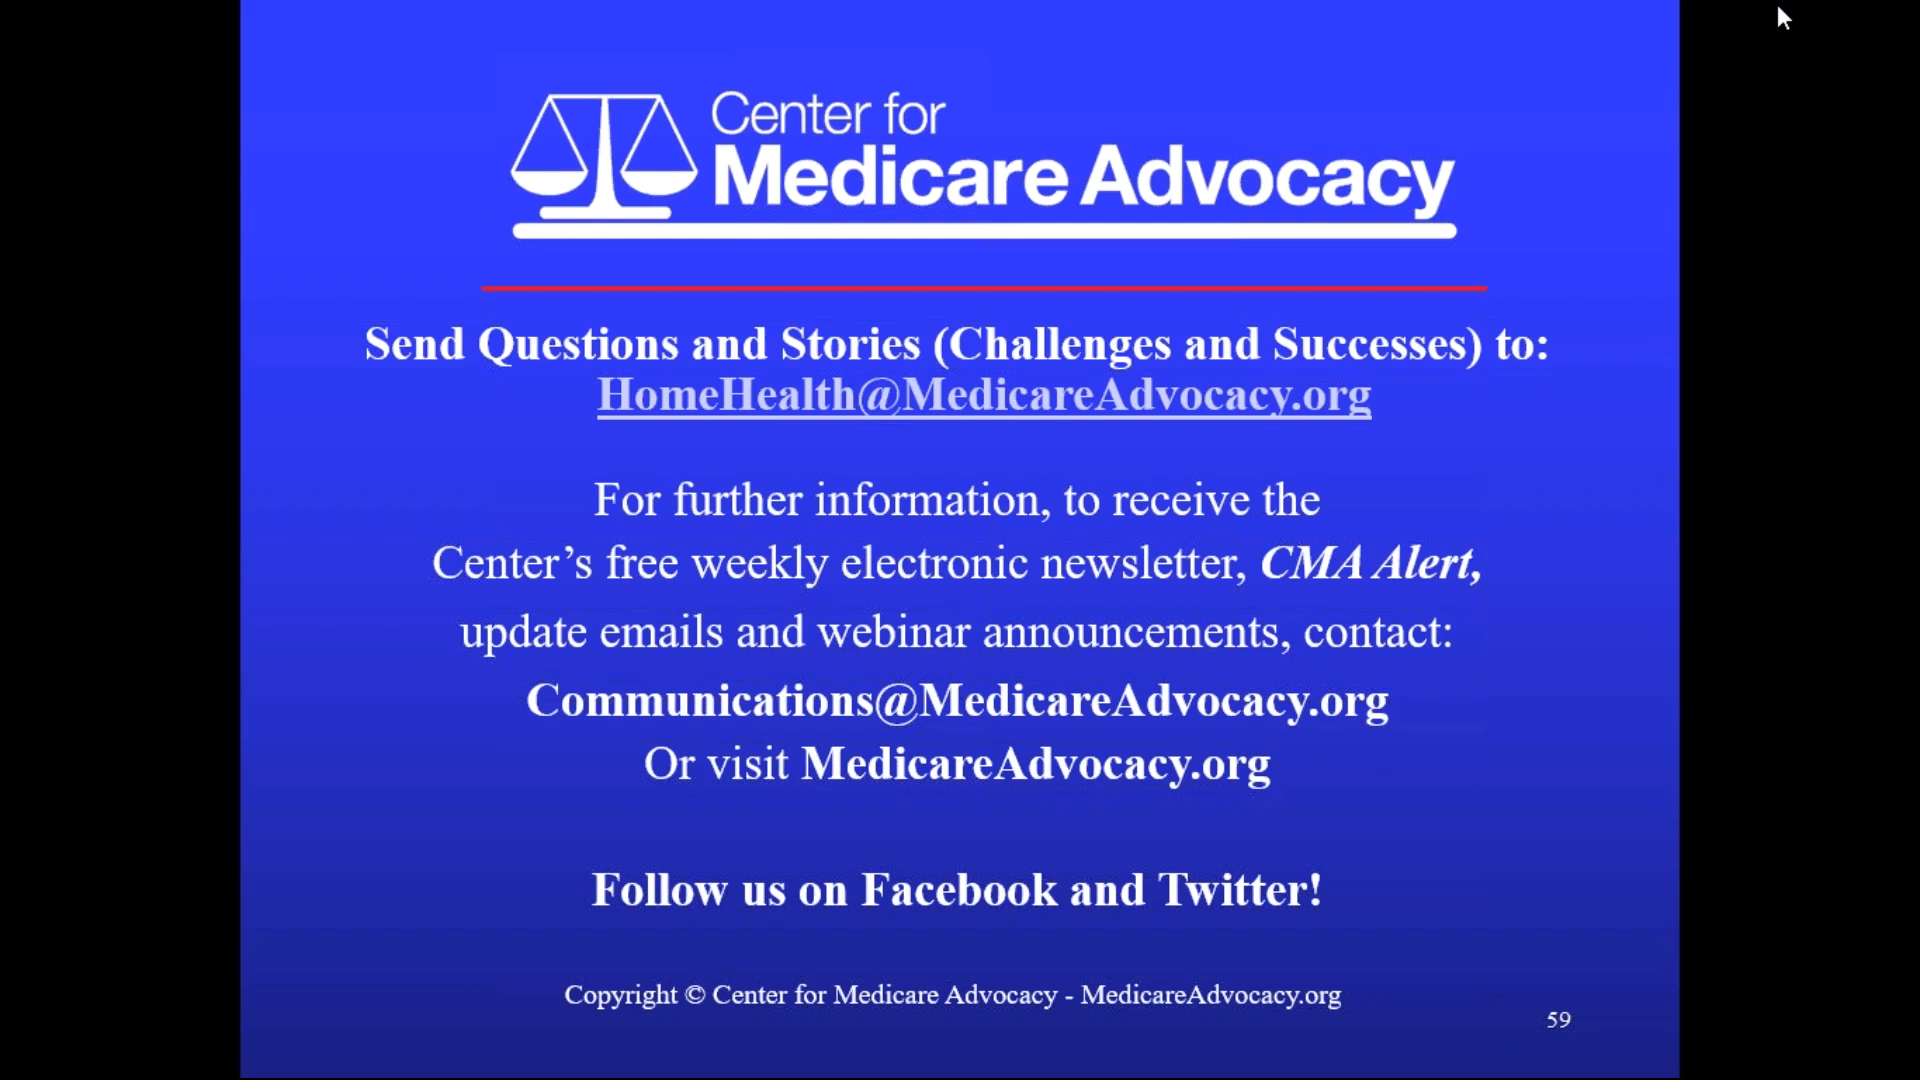 Center for
Medicare Advocacy
Send Questions and Stories (Challenges and Successes) to:
HomeHealth@MedicareAdvocacy.org
For further information, to receive the
Center’s free weekly electronic newsletter, CMA Alert,
update emails and webinar announcements, contact:
Communications@MedicareAdvocacy.org
Or visit MedicareAdvocacy.org
Follow us on Facebook and Twitter!
Copyright © Center for Medicare Advocacy - MedicareAdvocacy.org
59